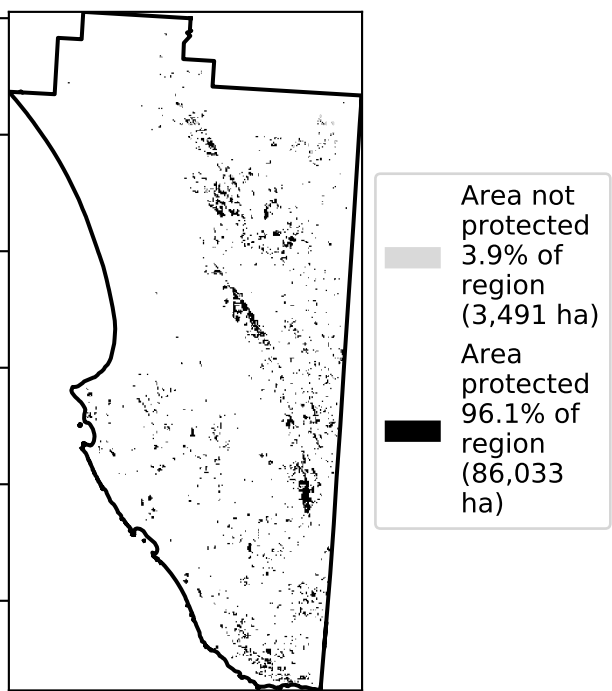 Area not
protected
3.9% of
region
(3,491 ha)
Area
protected
96.1% of
region
(86,033
ha)